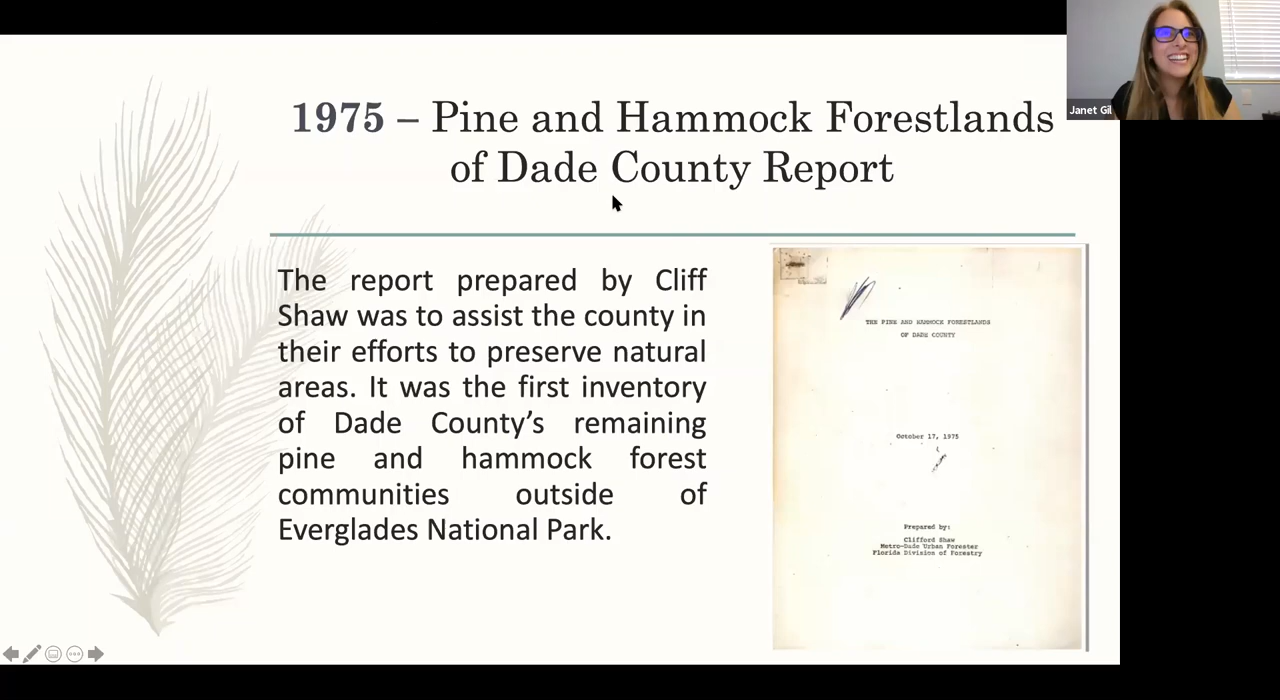 1975 – Pine and Hammock Forestlands
of Dade County Report
Janet Gil
The report prepared by Cliff
Shaw was to assist the county in
their efforts to preserve natural
areas. It was the first inventory
of Dade County’s remaining
pine and hammock forest
communities outside of
Everglades National Park.
THE PINE AND HAMMOCK FORESTLANDS
OF DADE COUNTY
October 17, 1975
Prepared by:
Clifford Shaw
Metro-Dade Urban Forester
Florida Division of Forestry